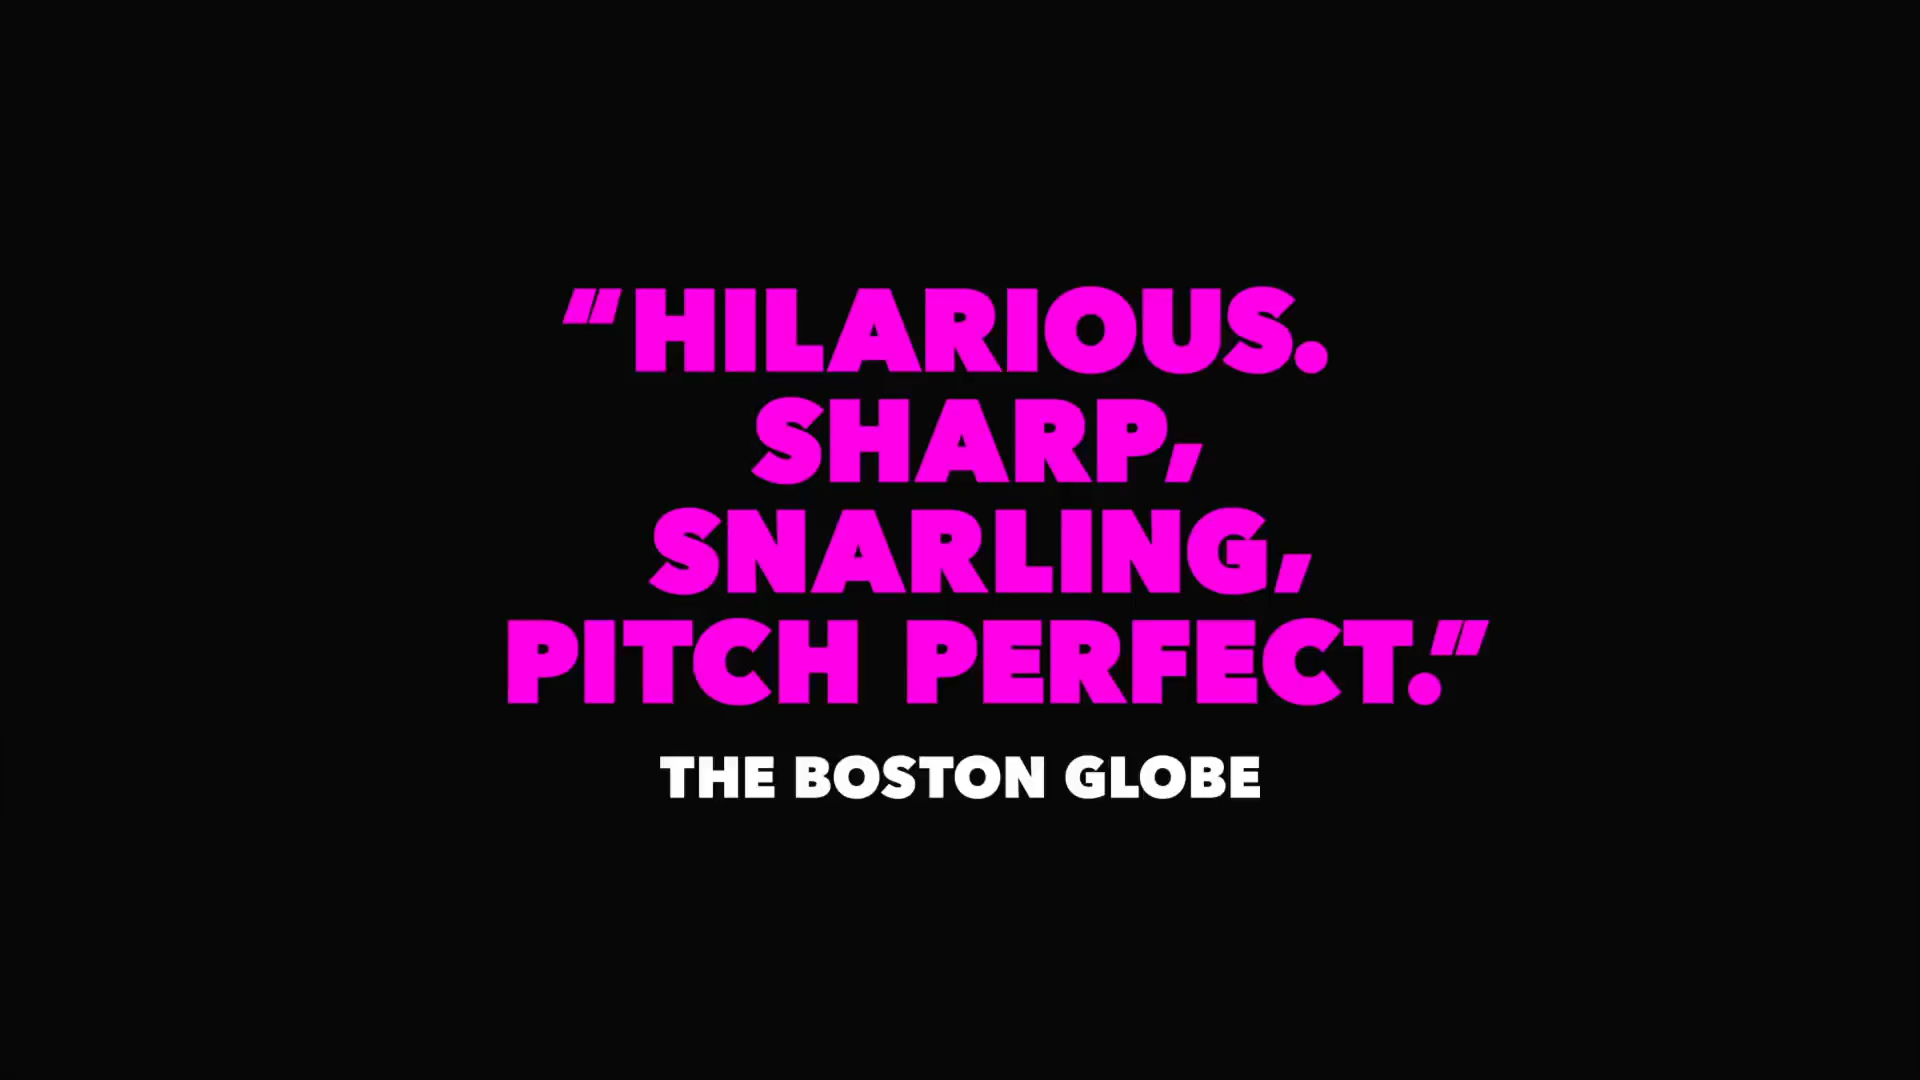 "HILARIOUS.
SHARP,
SNARLING,
PITCH PERFECT."
THE BOSTON GLOBE